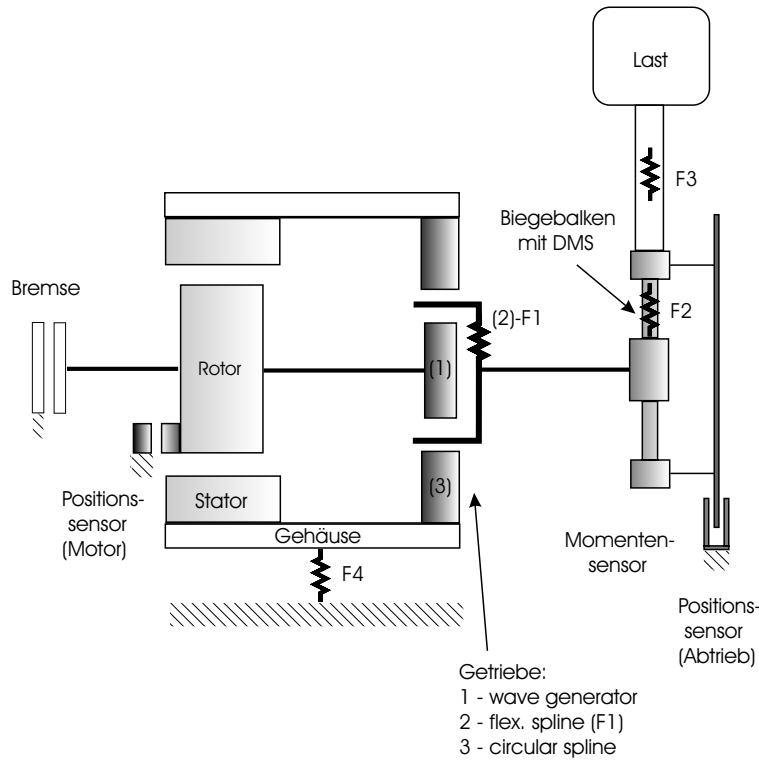 Last
F3
Biegebalken
mit DMS
Bremse
(2)-F1
F2
Rotor
(1)
Positions-
sensor
(Motor)
Stator
(3)
Gehäuse
F4
Momenten-
sensor
Positions-
sensor
(Abtrieb)
Getriebe:
1 - wave generator
2 - flex. spline (F1)
3 - circular spline